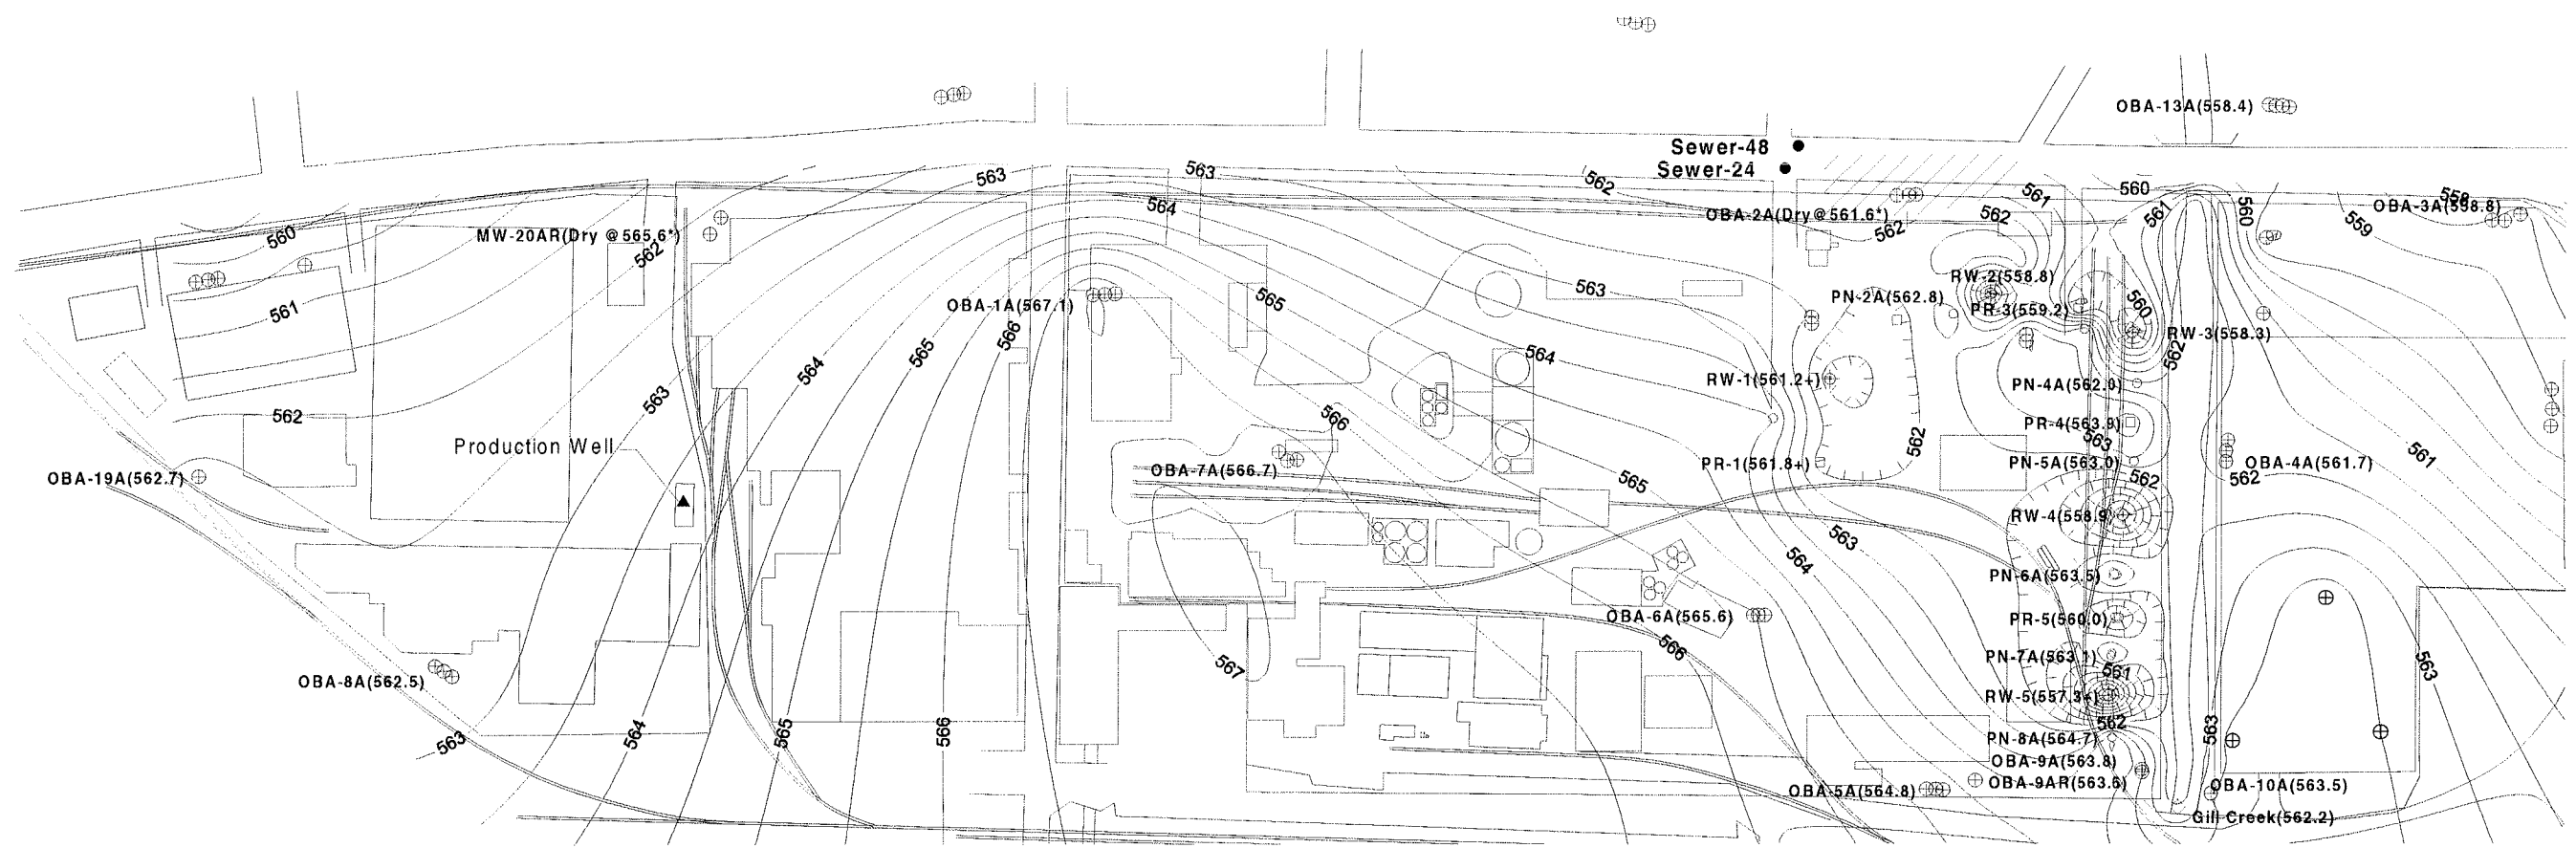 OBA-13A(558.4)
Sewer-48
Sewer-24
563
563
562
561
560
558
OBA-3A(558.8)
564
OBA-2A(Dry@561.6*)
562
562
561
560
559
560
MW-20AR(Dry @565.6*)
562
561
OBA-1A(567.1)
566
565
563
PN-2A(562.8)
RW-2(558.8)
PR-3(559.2)
560
RW-3(558.3)
562
565
564
563
564
RW-1(561.2+)
PN-4A(562.0)
562
566
PR-4(563.9)
563
562
561
Production Well
OBA-19A(562.7)
OBA-7A(566.7)
565
PR-1(561.8+)
PN-5A(563.0)
562
OBA-4A(561.7)
562
RW-4(558.9
563
564
PN-6A(563.5)
OBA-6A(565.6)
PR-5(560.0)
566
PN-7A(563.1)
561
563
567
OBA-8A(562.5)
RW-5(557.3+)
562
563
563
564
565
566
PN-8A(564.7)
OBA-9A(563.8)
OBA-5A(564.8)
OBA-9AR(563.6)
OBA-10A(563.5)
Gill Creek(562.2)